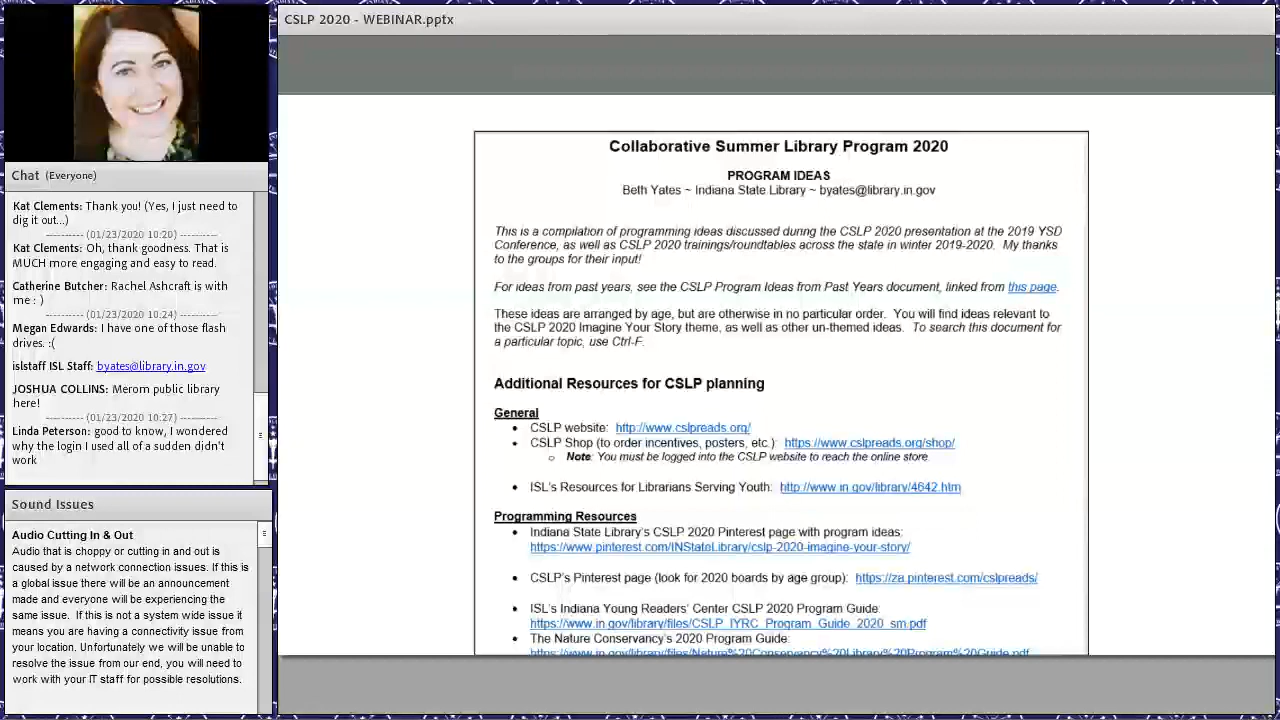 CSLP 2020 - WEBINAR.pptx
Chat (Everyone)
Kat Clements: Thank you! (Yes, I just need to
dig it out...)
---------- (01/23/2020 10:20) ----------
Kat Clements: Oh, thank goodness. That is
MUCH more engaging and easy to read.
Catherine Butcher: Rachel Ashcraft is with
me : )
---------- (01/23/2020 10:24) ----------
Megan Edwards: I have one of those flash
drives. :(
islstaff ISL Staff: byates@library.in.gov
JOSHUA COLLINS: Merom public library
here!
---------- (01/23/2020 10:27) ----------
Linda Peterson: good to know, I wondered
why the login I used all of a sudden didn't
work
Sound Issues
Audio Cutting In & Out
Audio that is choppy or cutting in and out is
caused by a network connection issues. If this is
a global issue there will be an announcement
made and everyone will be experiencing the
same issue.  If this is not a system wide issue it
means you are having a connectivity issue from
your location. Unfortunately we will be unable to
resolve the issue from our end, you will need to
work with your IT staff for possible resolutions.
Collaborative Summer Library Program 2020
PROGRAM IDEAS
Beth Yates ~ Indiana State Library ~ byates@library.in.gov
This is a compilation of programming ideas discussed during the CSLP 2020 presentation at the 2019 YSD
Conference, as well as CSLP 2020 trainings/roundtables across the state in winter 2019-2020.  My thanks
to the groups for their input!
For ideas from past years, see the CSLP Program Ideas from Past Years document, linked from this page.
These ideas are arranged by age, but are otherwise in no particular order.  You will find ideas relevant to
the CSLP 2020 Imagine Your Story theme, as well as other un-themed ideas.  To search this document for
a particular topic, use Ctrl-F.
Additional Resources for CSLP planning
General
• CSLP website:  http://www.cslpreads.org/
• CSLP Shop (to order incentives, posters, etc.):  https://www.cslpreads.org/shop/
o Note: You must be logged into the CSLP website to reach the online store.
• ISL's Resources for Librarians Serving Youth:  http://www.in.gov/library/4642.htm
Programming Resources
• Indiana State Library's CSLP 2020 Pinterest page with program ideas:
https://www.pinterest.com/INStateLibrary/cslp-2020-imagine-your-story/
• CSLP's Pinterest page (look for 2020 boards by age group):  https://za.pinterest.com/cslpreads/
• ISL's Indiana Young Readers' Center CSLP 2020 Program Guide:
https://www.in.gov/library/files/CSLP_IYRC_Program_Guide_2020_sm.pdf
• The Nature Conservancy's 2020 Program Guide:
https://www.in.gov/library/files/Nature%20Conservancy%20Library%20Program%20Guide.pdf